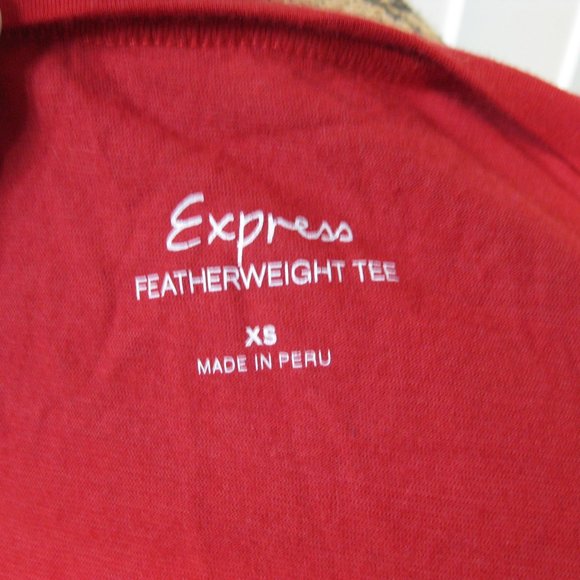 Express
FEATHERWEIGHT TEE
XS
MADE IN PERU